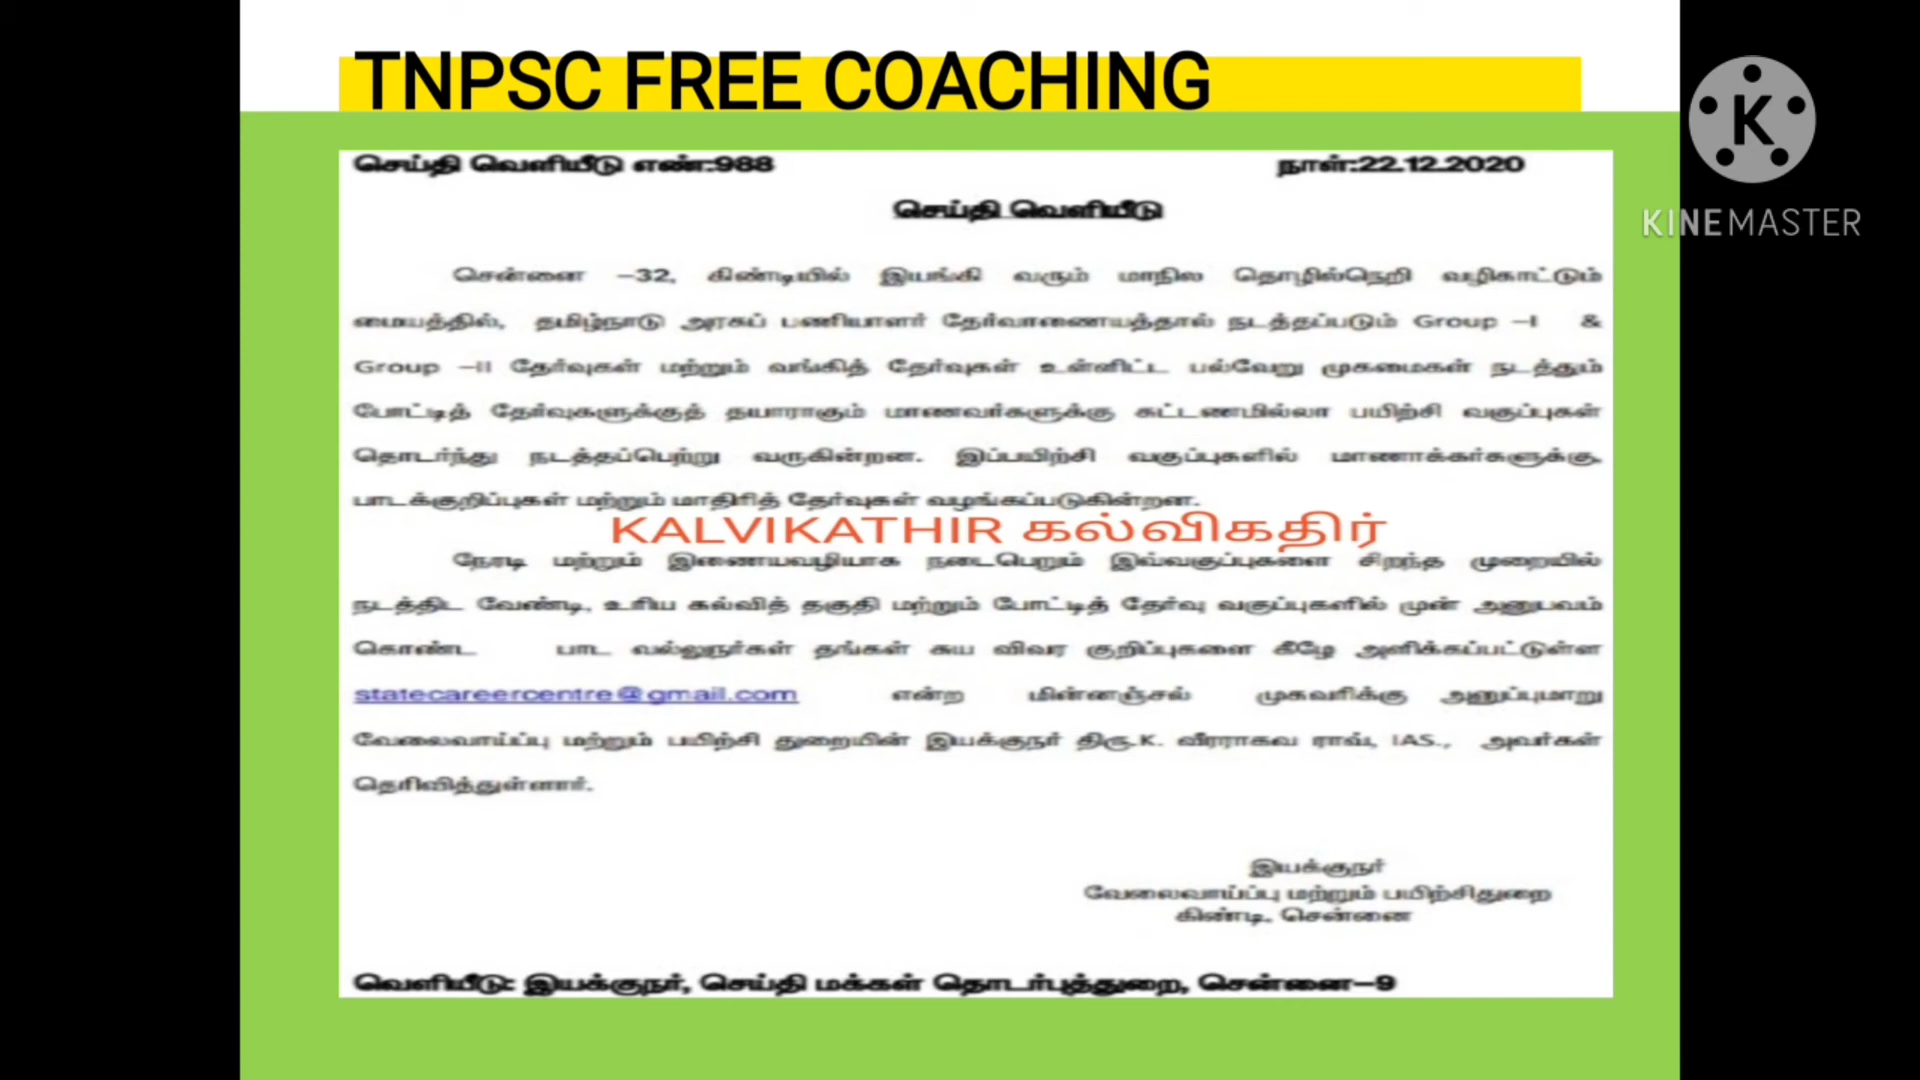 TNPSC FREE COACHING
K
KINEMASTER
செய்தி வெளியீடு எண்:988 நாள்:22.12.2020
செய்தி வெளியீடு
சென்னை –32, கிண்டியில் இயங்கி வரும் மாநில தொழில்நெறி வழிகாட்டும்
மையத்தில், தமிழ்நாடு அரசுப் பணியாளர் தேர்வாணையத்தால் நடத்தப்படும் Group –I &
Group –II தேர்வுகள் மற்றும் வங்கித் தேர்வுகள் உள்ளிட்ட பல்வேறு முகமைகள் நடத்தும்
போட்டித் தேர்வுகளுக்குத் தயாராகும் மாணவர்களுக்கு கட்டணமில்லா பயிற்சி வகுப்புகள்
தொடர்ந்து நடத்தப்பெற்று வருகின்றன. இப்பயிற்சி வகுப்புகளில் மாணாக்கர்களுக்கு,
பாடக்குறிப்புகள் மற்றும் மாதிரித் தேர்வுகள் வழங்கப்படுகின்றன.
KALVIKATHIR கல்விகதிர்
நேரடி மற்றும் இணையவழியாக நடைபெறும் இவ்வகுப்புகளை சிறந்த முறையில்
நடத்திட வேண்டி, உரிய கல்வித் தகுதி மற்றும் போட்டித் தேர்வு வகுப்புகளில் முன் அனுபவம்
கொண்ட பாட வல்லுநர்கள் தங்கள் சுய விவர குறிப்புகளை கீழே அளிக்கப்பட்டுள்ள
statecareercentre@gmail.com என்ற மின்னஞ்சல் முகவரிக்கு அனுப்புமாறு
வேலைவாய்ப்பு மற்றும் பயிற்சி துறையின் இயக்குநர் திரு.K. வீரராகவ ராவ், IAS., அவர்கள்
தெரிவித்துள்ளார்.
இயக்குநர்
வேலைவாய்ப்பு மற்றும் பயிற்சிதுறை
கிண்டி, சென்னை
வெளியீடு: இயக்குநர், செய்தி மக்கள் தொடர்புத்துறை, சென்னை–9